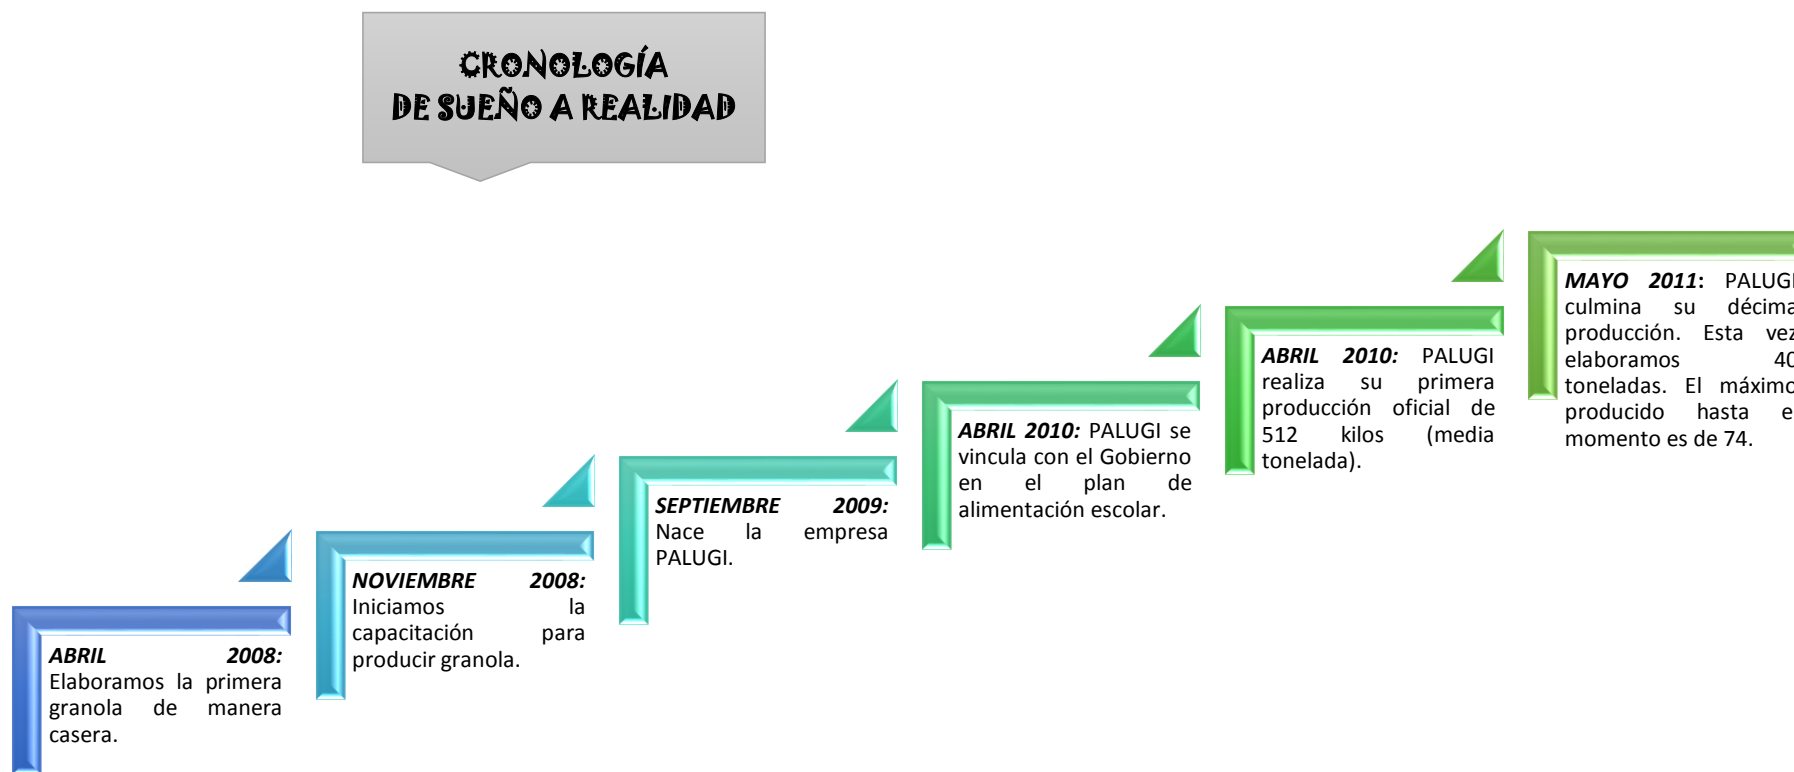 CRONOLOGÍA
DE SUEÑO A REALIDAD
ABRIL 2008:
Elaboramos la primera
granola de manera
casera.
NOVIEMBRE 2008:
Iniciamos la
capacitación para
producir granola.
SEPTIEMBRE 2009:
Nace la empresa
PALUGI.
ABRIL 2010: PALUGI se
vincula con el Gobierno
en el plan de
alimentación escolar.
ABRIL 2010: PALUGI
realiza su primera
producción oficial de
512 kilos (media
tonelada).
MAYO 2011: PALUGI
culmina su décima
producción. Esta vez
elaboramos 40
toneladas. El máximo
producido hasta e
momento es de 74.